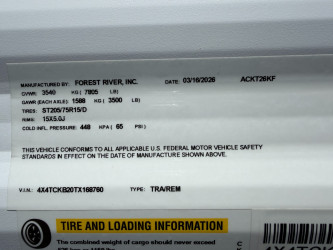 MANUFACTURED BY: FOREST RIVER, INC. DATE: 03/16/2026 ACKT26KF
GVWR: 3540 KG ( 7805 LB)
GAWR (EACH AXLE): 1588 KG ( 3500 LB)
TIRES: ST205/75R15/D
RIMS: 15X5.0J
COLD INFL. PRESSURE: 448 KPA ( 65 PSI )
THIS VEHICLE CONFORMS TO ALL APPLICABLE U.S. FEDERAL MOTOR VEHICLE SAFETY
STANDARDS IN EFFECT ON THE DATE OF MANUFACTURE SHOWN ABOVE.
V.I.N.: 4X4TCKB20TX168760 TYPE: TRA/REM
TIRE AND LOADING INFORMATION
The combined weight of cargo should never exceed